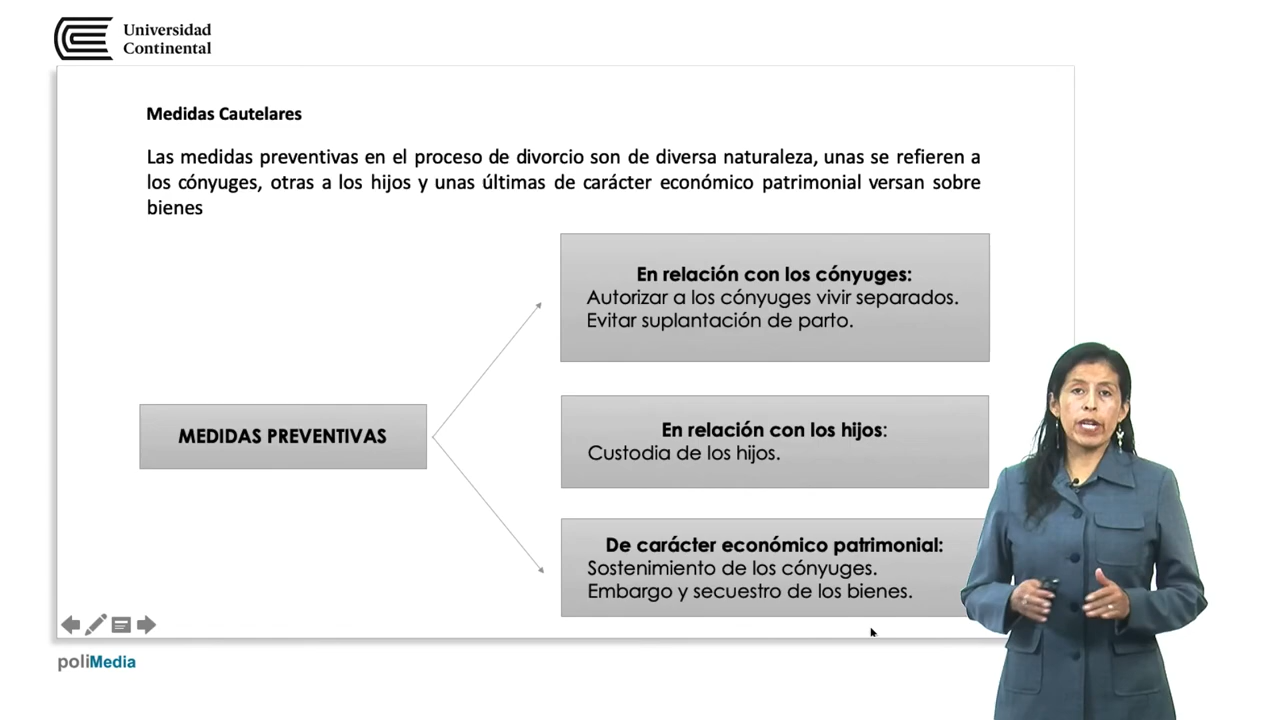 Universidad
Continental
Medidas Cautelares
Las medidas preventivas en el proceso de divorcio son de diversa naturaleza, unas se refieren a
los cónyuges, otras a los hijos y unas últimas de carácter económico patrimonial versan sobre
bienes
En relación con los cónyuges:
Autorizar a los cónyuges vivir separados.
Evitar suplantación de parto.
MEDIDAS PREVENTIVAS
En relación con los hijos:
Custodia de los hijos.
De carácter económico patrimonial:
Sostenimiento de los cónyuges.
Embargo y secuestro de los bienes.
poliMedia